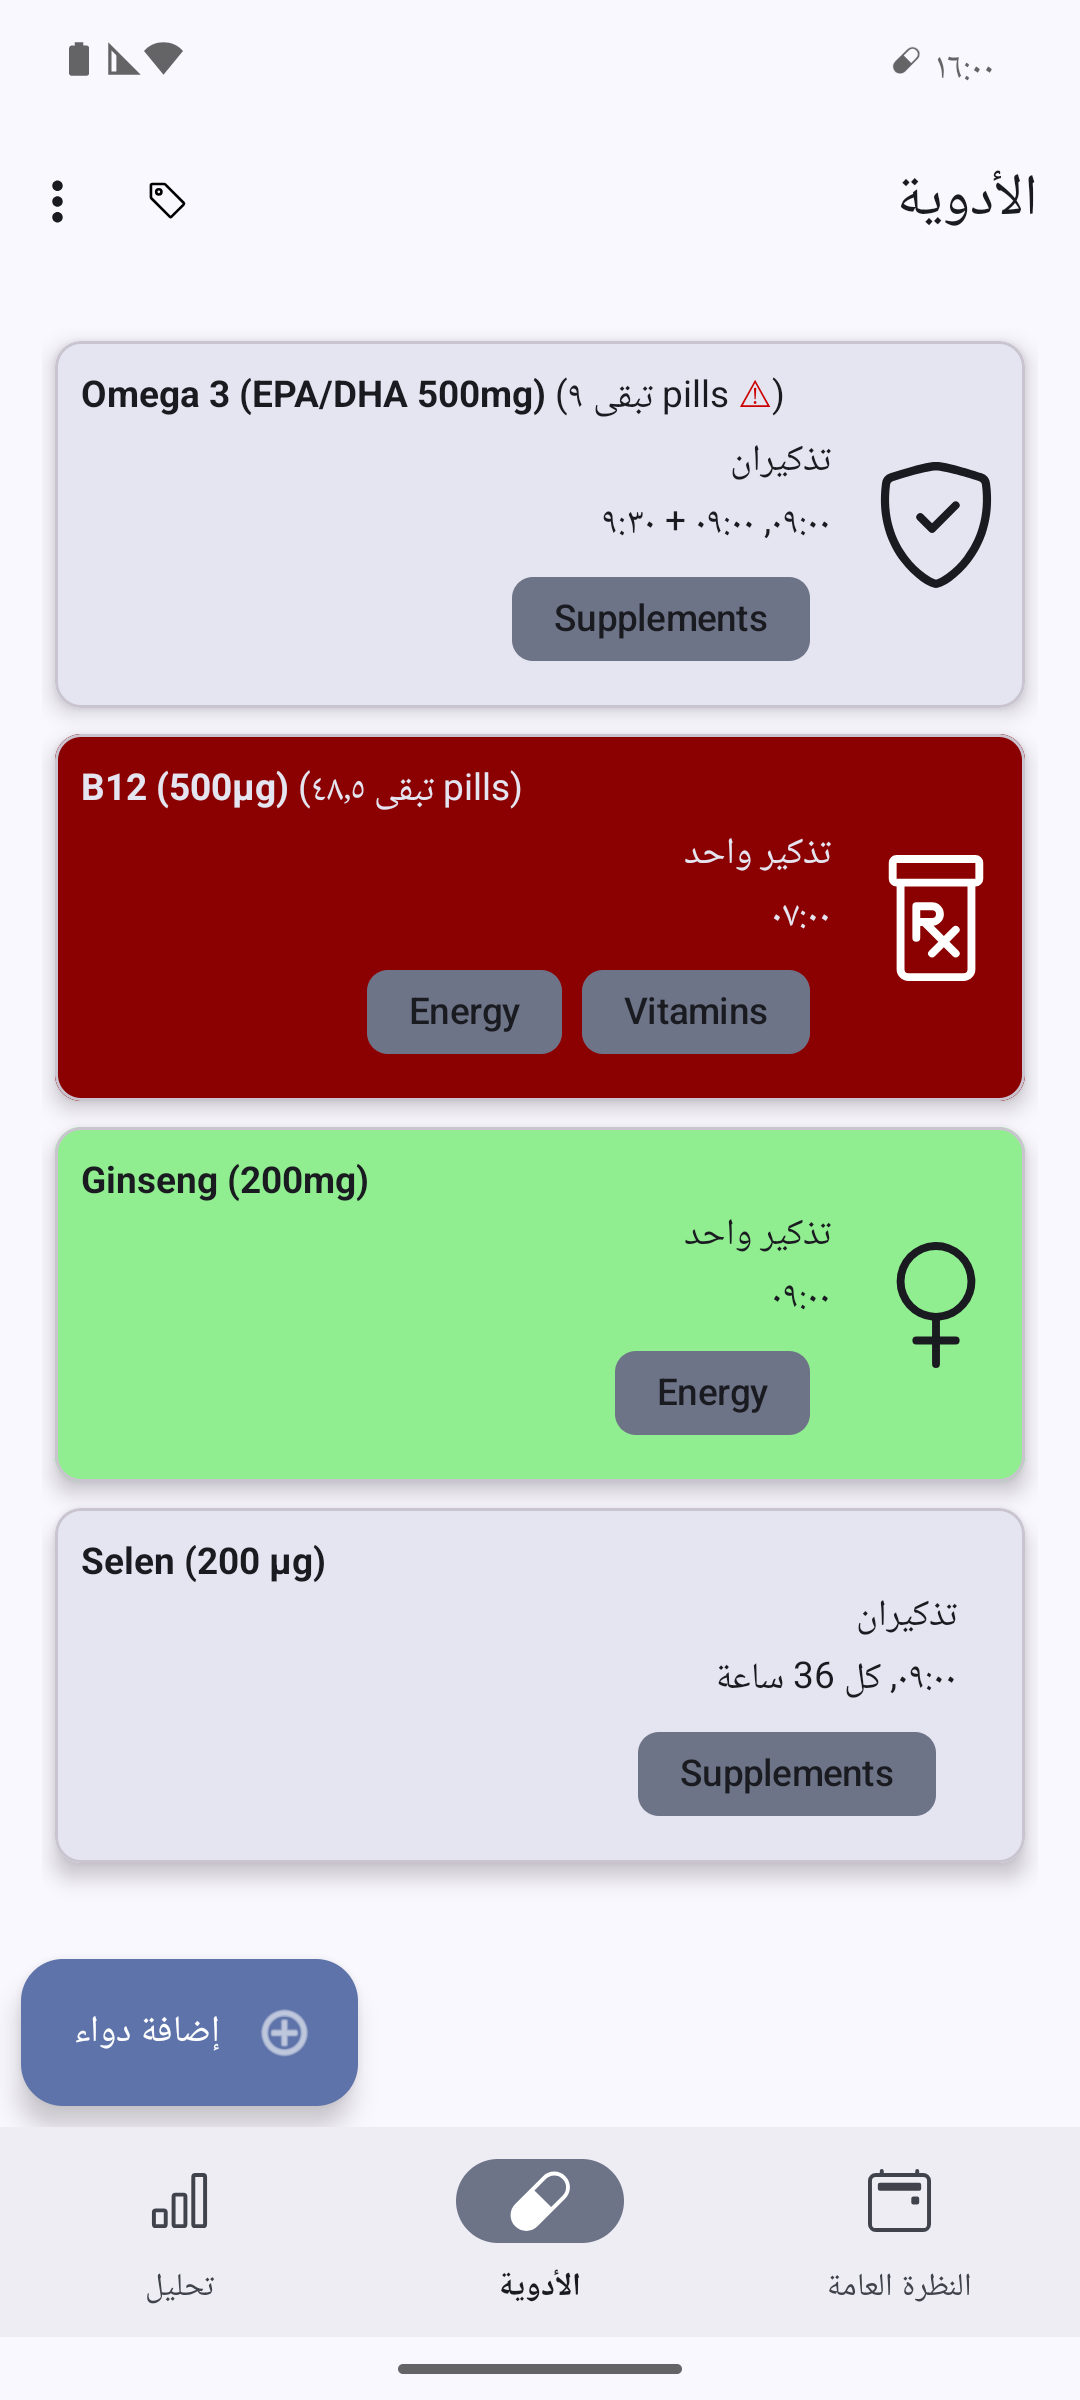 ١٦:٠٠
الأدوية
Omega 3 (EPA/DHA 500mg) (تبقى ٩ pills ⚠)
تذكيران
٠٩:٠٠, ٠٩:٠٠ + ٩:٣٠
Supplements
B12 (500µg) (تبقى ٤٨,٥ pills)
تذكير واحد
٠٧:٠٠
Vitamins
Energy
Ginseng (200mg)
تذكير واحد
٠٩:٠٠
Energy
Selen (200 µg)
تذكيران
٠٩:٠٠, كل 36 ساعة
Supplements
إضافة دواء
النظرة العامة
الأدوية
تحليل